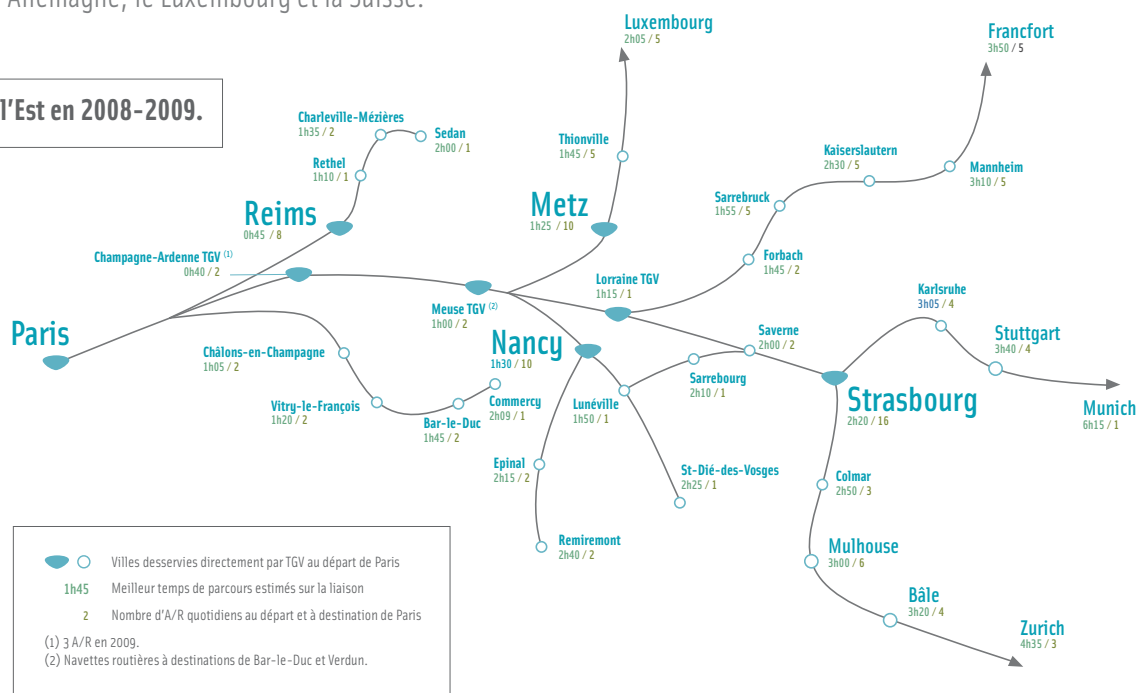 Allemagne, le Luxembourg et la Suisse.
l'Est en 2008-2009.
Luxembourg
2h05 / 5
Francfort
3h50 / 5
Charleville-Mézières
1h35 / 2
Sedan
2h00 / 1
Rethel
1h10 / 1
Thionville
1h45 / 5
Kaiserslautern
2h30 / 5
Mannheim
3h10 / 5
Reims
0h45 / 8
Metz
1h25 / 10
Sarrebruck
1h55 / 5
Champagne-Ardenne TGV (1)
0h40 / 2
Forbach
1h45 / 2
Lorraine TGV
1h15 / 1
Meuse TGV (2)
1h00 / 2
Karlsruhe
3h05 / 4
Paris
Nancy
1h30 / 10
Saverne
2h00 / 2
Stuttgart
3h40 / 4
Châlons-en-Champagne
1h05 / 2
Sarrebourg
2h10 / 1
Strasbourg
2h20 / 16
Munich
6h15 / 1
Vitry-le-François
1h20 / 2
Bar-le-Duc
1h45 / 2
Commercy
2h09 / 1
Lunéville
1h50 / 1
Epinal
2h15 / 2
St-Dié-des-Vosges
2h25 / 1
Colmar
2h50 / 3
Remiremont
2h40 / 2
Mulhouse
3h00 / 6
Bâle
3h20 / 4
Zurich
4h35 / 3
Villes desservies directement par TGV au départ de Paris
1h45 Meilleur temps de parcours estimés sur la liaison
2 Nombre d'A/R quotidiens au départ et à destination de Paris
(1) 3 A/R en 2009.
(2) Navettes routières à destinations de Bar-le-Duc et Verdun.